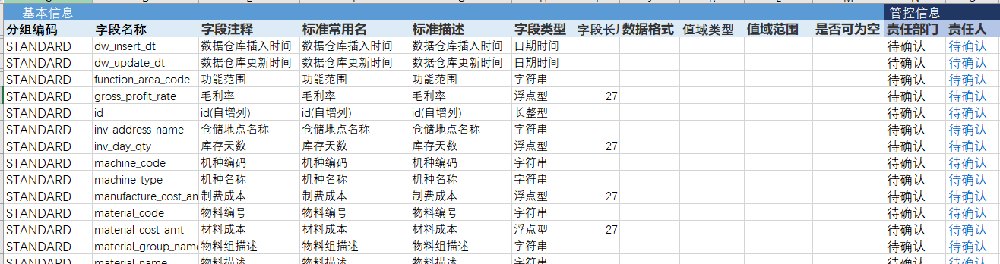 基本信息 管控信息
分组编码 字段名称 字段注释 标准常用名 标准描述 字段类型 字段长 数据格式 值域类型 值域范围 是否可为空 责任部门 责任人
STANDARD dw_insert_dt 数据仓库插入时间 数据仓库插入时间 数据仓库插入时间 日期时间 待确认 待确认
STANDARD dw_update_dt 数据仓库更新时间 数据仓库更新时间 数据仓库更新时间 日期时间 待确认 待确认
STANDARD function_area_code 功能范围 功能范围 功能范围 字符串 待确认 待确认
STANDARD gross_profit_rate 毛利率 毛利率 毛利率 浮点型 27 待确认 待确认
STANDARD id id(自增列) id(自增列) id(自增列) 长整型 待确认 待确认
STANDARD inv_address_name 仓储地点名称 仓储地点名称 仓储地点名称 字符串 待确认 待确认
STANDARD inv_day_qty 库存天数 库存天数 库存天数 浮点型 27 待确认 待确认
STANDARD machine_code 机种编码 机种编码 机种编码 字符串 待确认 待确认
STANDARD machine_type 机种名称 机种名称 机种名称 字符串 待确认 待确认
STANDARD manufacture_cost_am 制费成本 制费成本 制费成本 浮点型 27 待确认 待确认
STANDARD material_code 物料编号 物料编号 物料编号 字符串 待确认 待确认
STANDARD material_cost_amt 材料成本 材料成本 材料成本 浮点型 27 待确认 待确认
STANDARD material_group_name 物料组描述 物料组描述 物料组描述 字符串 待确认 待确认
STANDARD material_name 物料描述 物料描述 物料描述 字符串 待确认 待确认